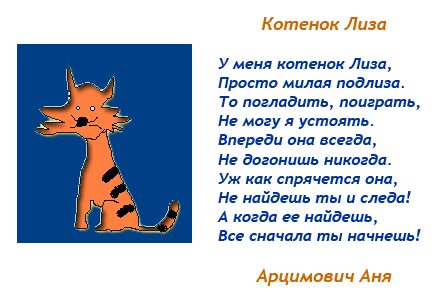 Котенок Лиза
У меня котенок Лиза,
Просто милая подлиза.
То погладить, поиграть,
Не могу я устоять.
Впереди она всегда,
Не догонишь никогда.
Уж как спрячется она,
Не найдешь ты и следа!
А когда ее найдешь,
Все сначала ты начнешь!
Арцимович Аня